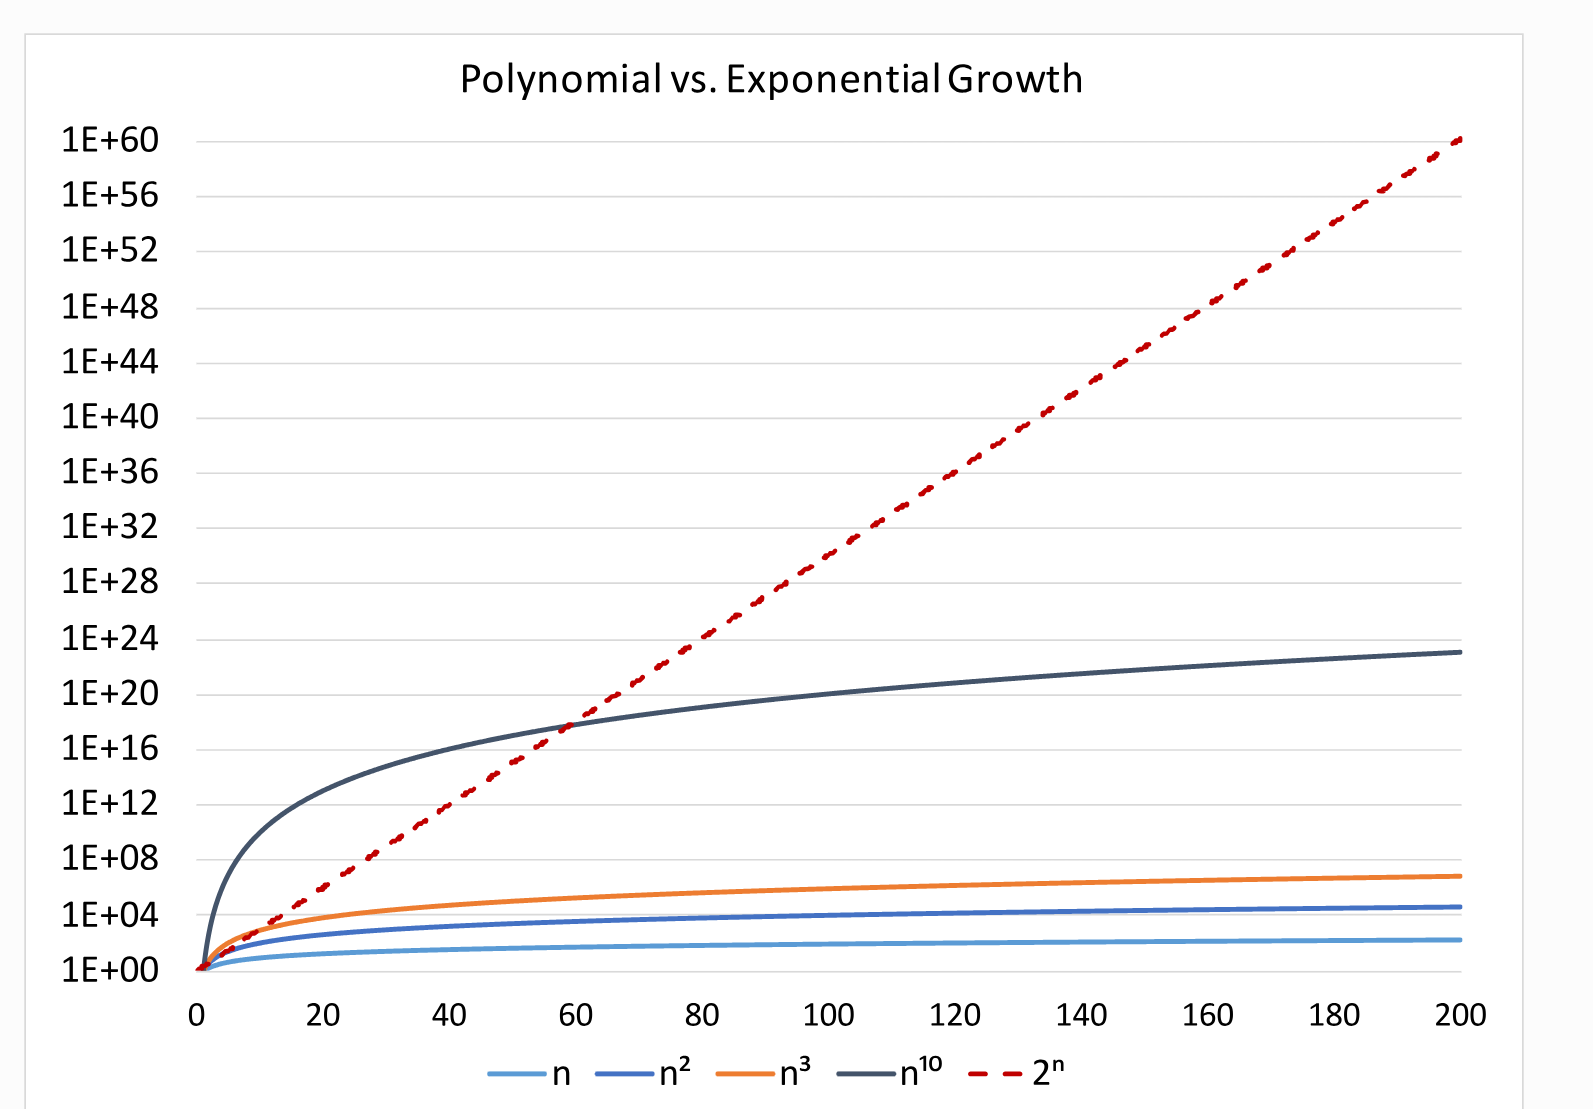 Polynomial vs. Exponential Growth
1E+60
1E+56
1E+52
1E+48
1E+44
1E+40
1E+36
1E+32
1E+28
1E+24
1E+20
1E+16
1E+12
1E+08
1E+04
1E+00
0 20 40 60 80 100 120 140 160 180 200
n n² n³ n¹⁰ 2ⁿ